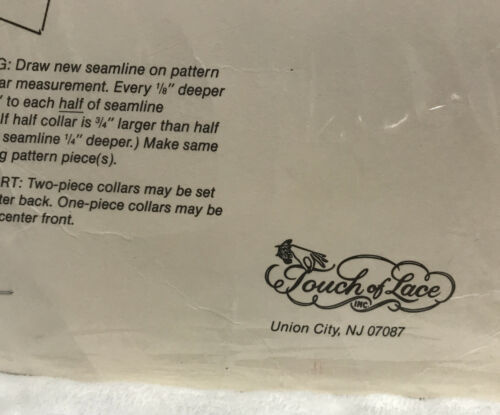 G: Draw new seamline on pattern
ar measurement. Every ⅛" deeper
" to each half of seamline
lf half collar is ¾" larger than half
seamline ¼" deeper.) Make same
g pattern piece(s).
RT: Two-piece collars may be set
ter back. One-piece collars may be
center front.
Touch of Lace
INC.
Union City, NJ 07087